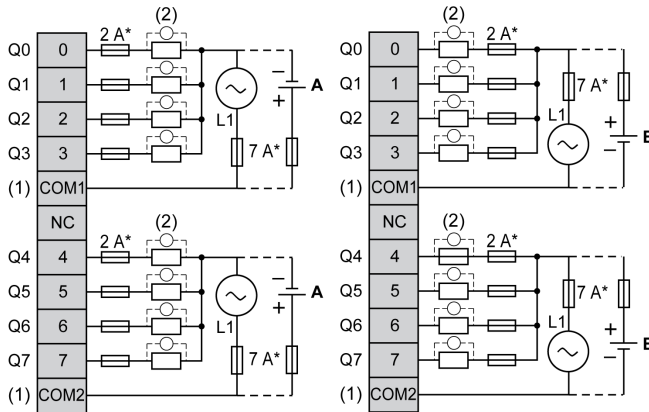 (2)
2 A*
Q0 0
Q1 1
− A
+
Q2 2
L1
Q3 3
7 A*
(1) COM1
NC
(2)
2 A*
Q4 4
Q5 5
− A
+
Q6 6
L1
Q7 7
7 A*
(1) COM2
(2)
2 A*
Q0 0
Q1 1
7 A*
Q2 2
L1
+
− B
Q3 3
(1) COM1
NC
(2)
2 A*
Q4 4
Q5 5
7 A*
Q6 6
L1
+
− B
Q7 7
(1) COM2